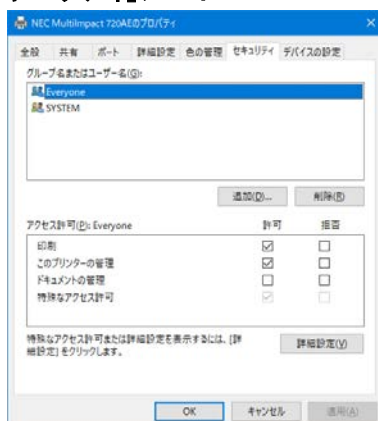 NEC MultiImpact 720AEのプロパティ
全般 共有 ポート 詳細設定 色の管理 セキュリティ デバイスの設定
グループ名またはユーザー名(G):
Everyone
SYSTEM
追加(D)... 削除(R)
アクセス許可(P): Everyone 許可 拒否
印刷
このプリンターの管理
ドキュメントの管理
特殊なアクセス許可
特殊なアクセス許可または詳細設定を表示するには、[詳
細設定] をクリックします。
詳細設定(V)
OK キャンセル 適用(A)